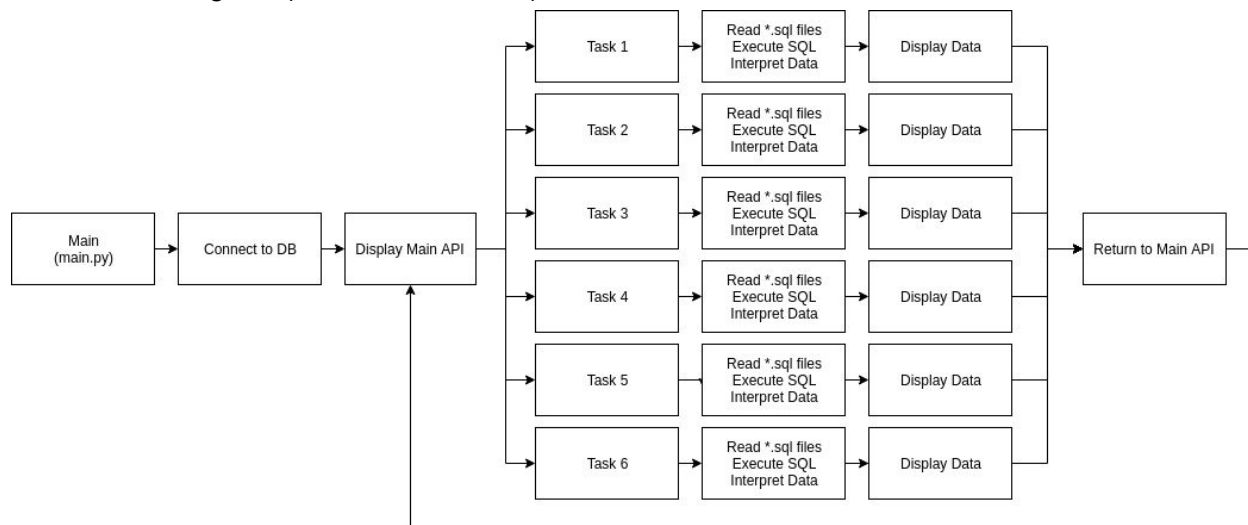 Task 1
Read *.sql files
Execute SQL
Interpret Data
Display Data
Task 2
Read *.sql files
Execute SQL
Interpret Data
Display Data
Task 3
Read *.sql files
Execute SQL
Interpret Data
Display Data
Main
(main.py)
Connect to DB
Display Main API
Return to Main API
Task 4
Read *.sql files
Execute SQL
Interpret Data
Display Data
Task 5
Read *.sql files
Execute SQL
Interpret Data
Display Data
Task 6
Read *.sql files
Execute SQL
Interpret Data
Display Data